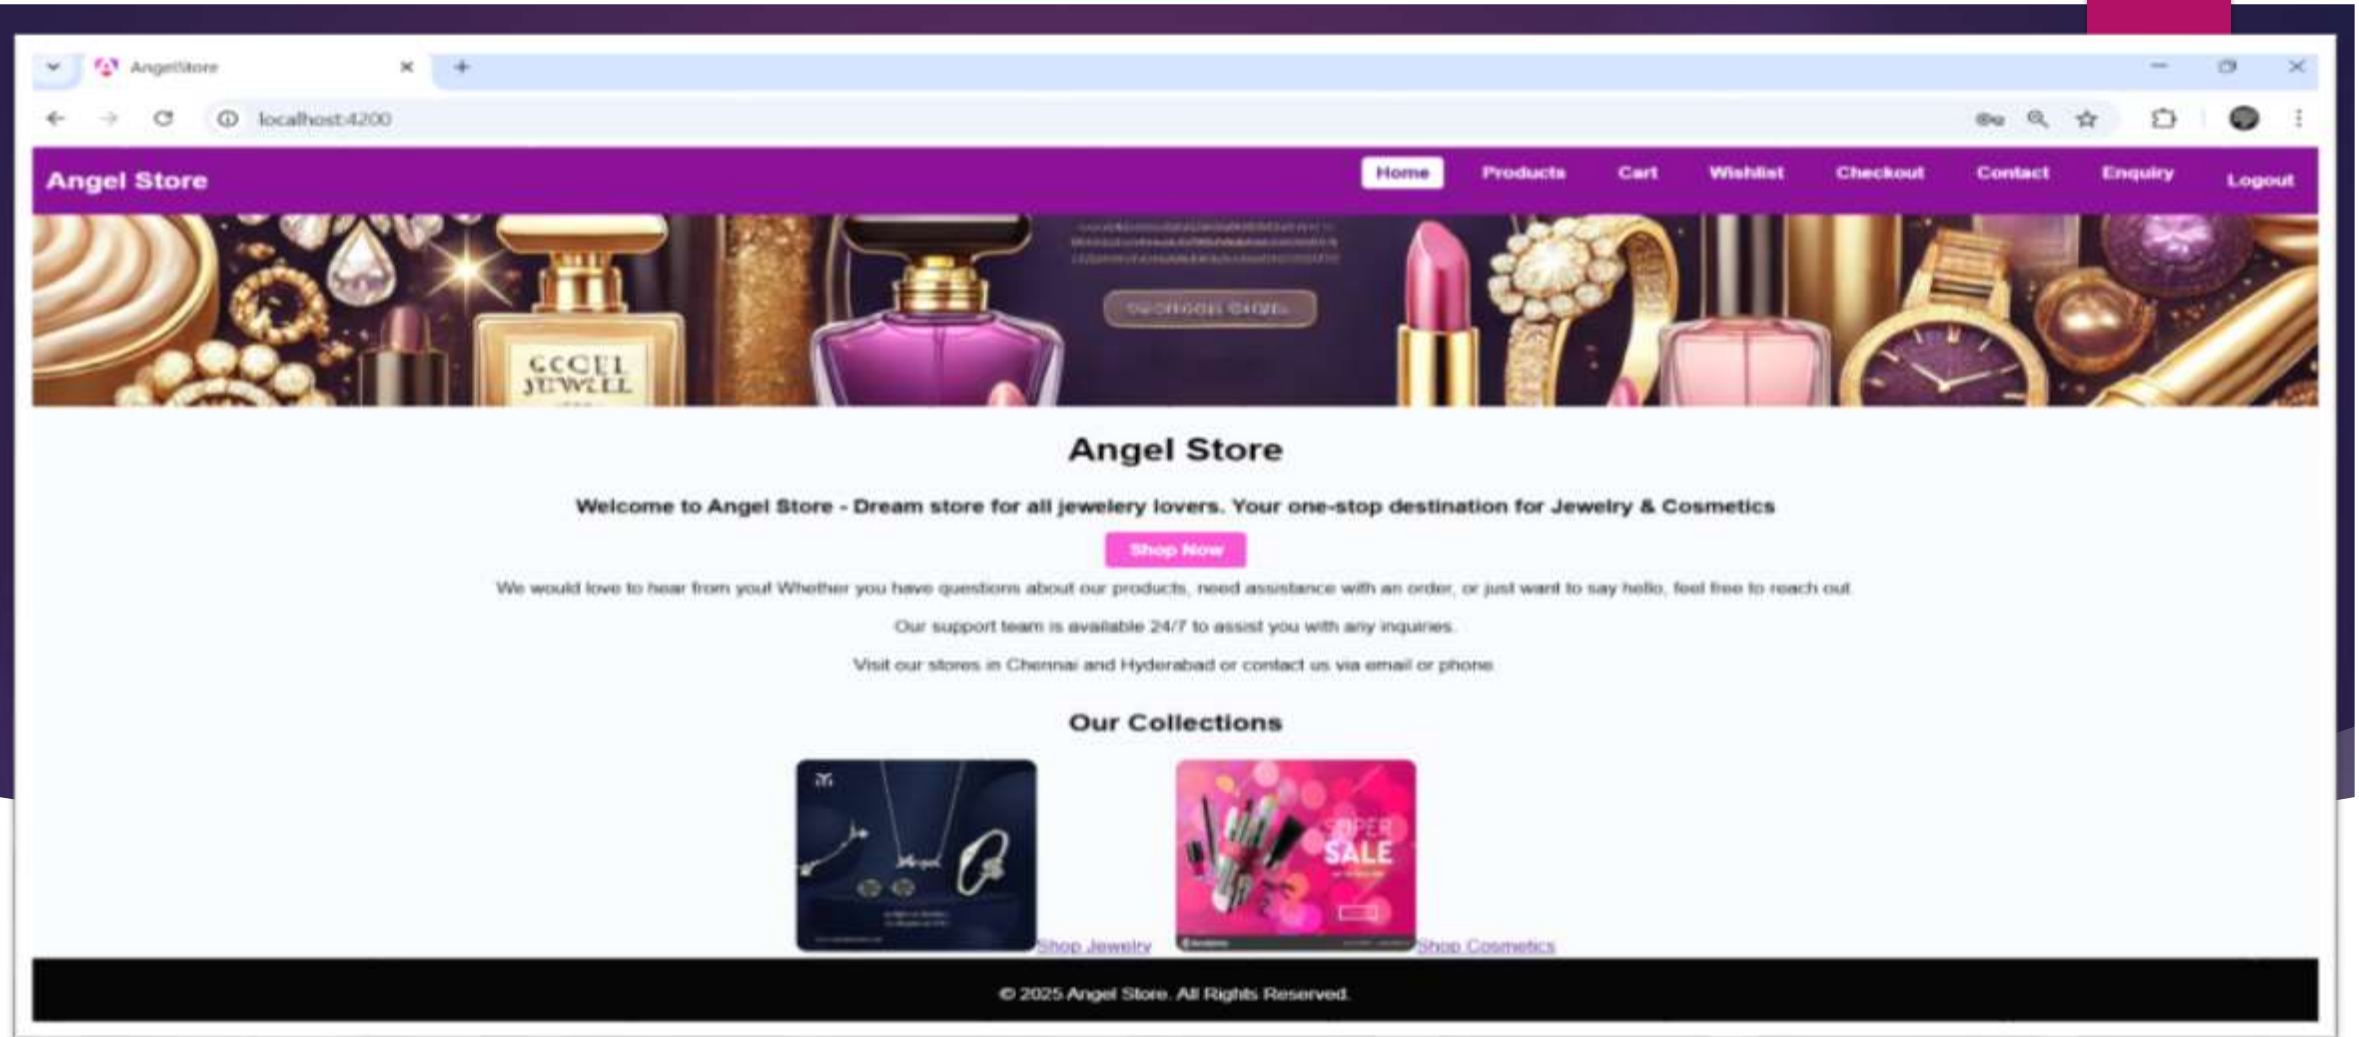 AngelStore
localhost:4200
Angel Store
Home Products Cart Wishlist Checkout Contact Enquiry Logout
GCCEL
JEWELL
Angel Store
Welcome to Angel Store - Dream store for all jewelery lovers. Your one-stop destination for Jewelry & Cosmetics
Shop Now
We would love to hear from you! Whether you have questions about our products, need assistance with an order, or just want to say hello, feel free to reach out.
Our support team is available 24/7 to assist you with any inquiries.
Visit our stores in Chennai and Hyderabad or contact us via email or phone.
Our Collections
SUPER
SALE
Shop Jewelry
Shop Cosmetics
© 2025 Angel Store. All Rights Reserved.